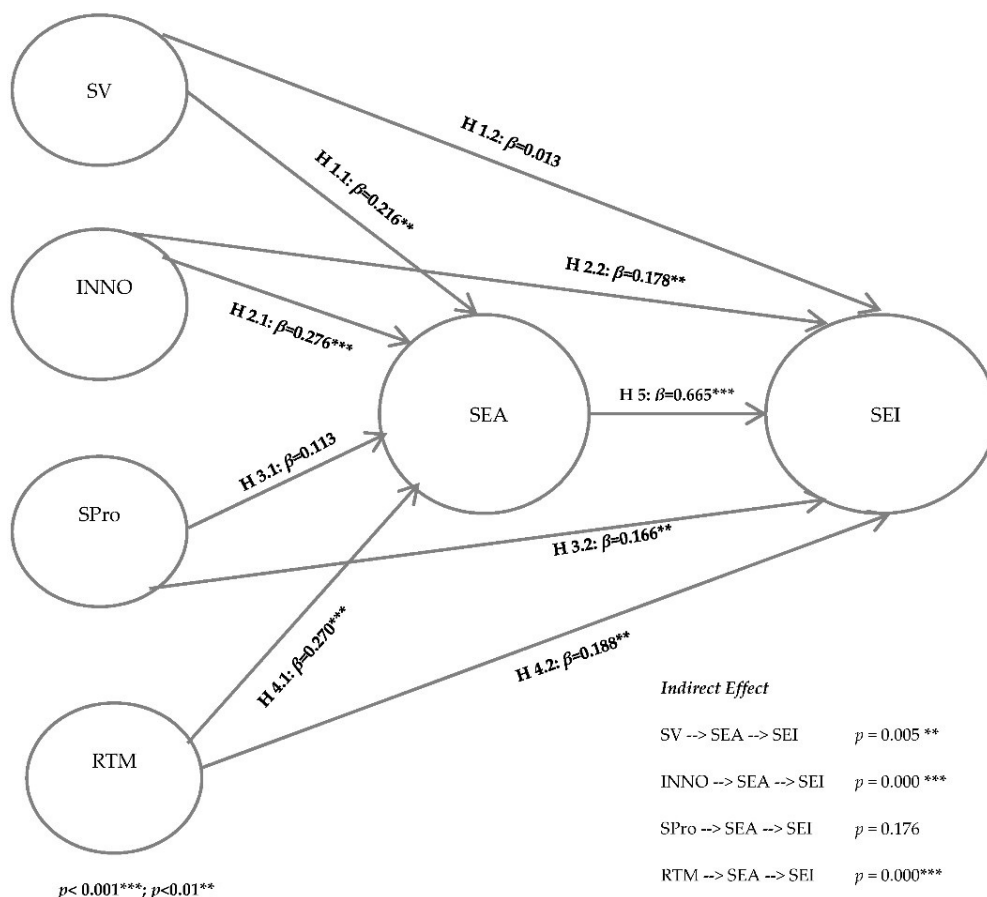 SV
H 1.2: β=0.013
H 1.1: β=0.216**
INNO
H 2.2: β=0.178**
H 2.1: β=0.276***
SEA
H 5: β=0.665***
SEI
H 3.1: β=0.113
SPro
H 3.2: β=0.166**
H 4.1: β=0.270***
H 4.2: β=0.188**
RTM
Indirect Effect
SV --> SEA --> SEI p = 0.005 **
INNO --> SEA --> SEI p = 0.000 ***
SPro --> SEA --> SEI p = 0.176
RTM --> SEA --> SEI p = 0.000***
p< 0.001***; p<0.01**